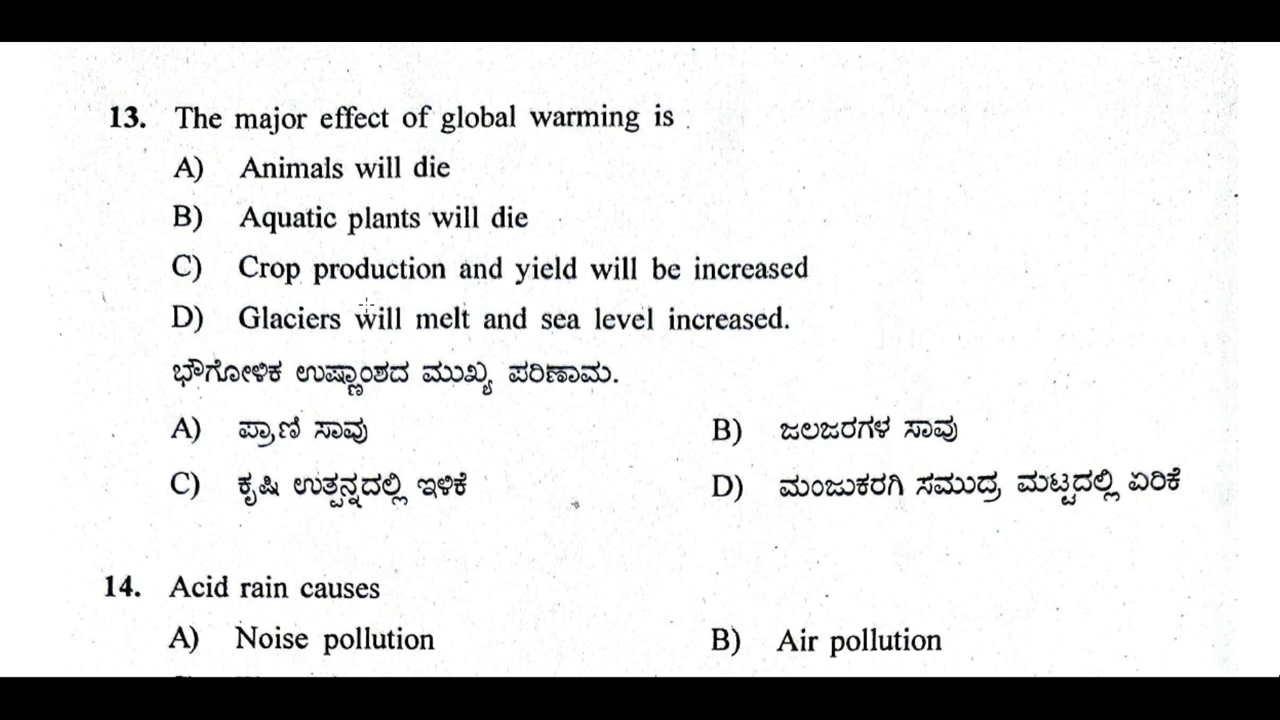 13. The major effect of global warming is
A) Animals will die
B) Aquatic plants will die
C) Crop production and yield will be increased
D) Glaciers will melt and sea level increased.
ಭೌಗೋಳಿಕ ಉಷ್ಣಾಂಶದ ಮುಖ್ಯ ಪರಿಣಾಮ.
A) ಪ್ರಾಣಿ ಸಾವು B) ಜಲಜರಗಳ ಸಾವು
C) ಕೃಷಿ ಉತ್ಪನ್ನದಲ್ಲಿ ಇಳಿಕೆ D) ಮಂಜುಕರಗಿ ಸಮುದ್ರ ಮಟ್ಟದಲ್ಲಿ ಏರಿಕೆ
14. Acid rain causes
A) Noise pollution B) Air pollution